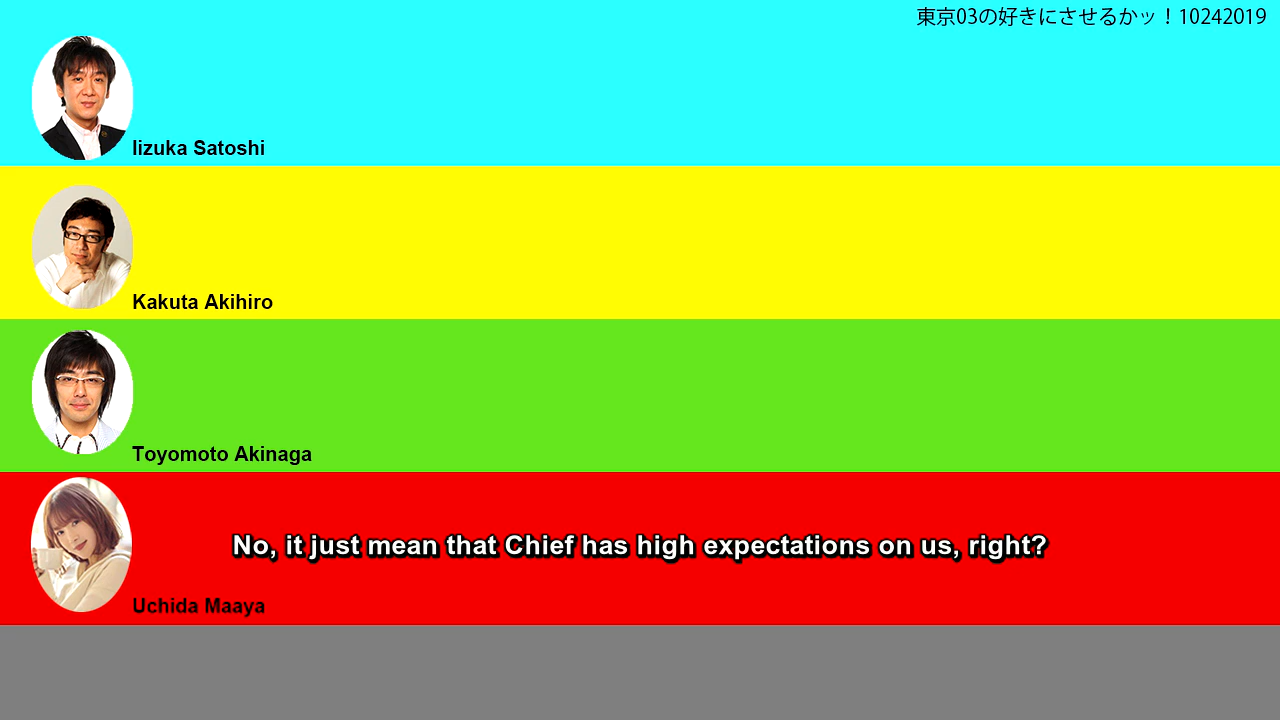 東京03の好きにさせるかッ！10242019
Iizuka Satoshi
Kakuta Akihiro
Toyomoto Akinaga
No, it just mean that Chief has high expectations on us, right?
Uchida Maaya